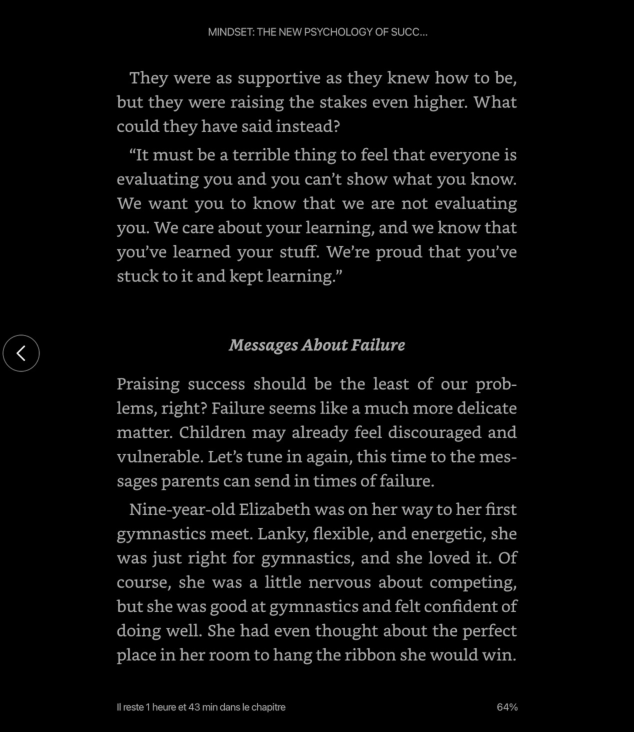 MINDSET: THE NEW PSYCHOLOGY OF SUCC...
They were as supportive as they knew how to be,
but they were raising the stakes even higher. What
could they have said instead?
“It must be a terrible thing to feel that everyone is
evaluating you and you can’t show what you know.
We want you to know that we are not evaluating
you. We care about your learning, and we know that
you’ve learned your stuff. We’re proud that you’ve
stuck to it and kept learning.”
Messages About Failure
Praising success should be the least of our prob-
lems, right? Failure seems like a much more delicate
matter. Children may already feel discouraged and
vulnerable. Let’s tune in again, this time to the mes-
sages parents can send in times of failure.
Nine-year-old Elizabeth was on her way to her first
gymnastics meet. Lanky, flexible, and energetic, she
was just right for gymnastics, and she loved it. Of
course, she was a little nervous about competing,
but she was good at gymnastics and felt confident of
doing well. She had even thought about the perfect
place in her room to hang the ribbon she would win.
Il reste 1 heure et 43 min dans le chapitre
64%